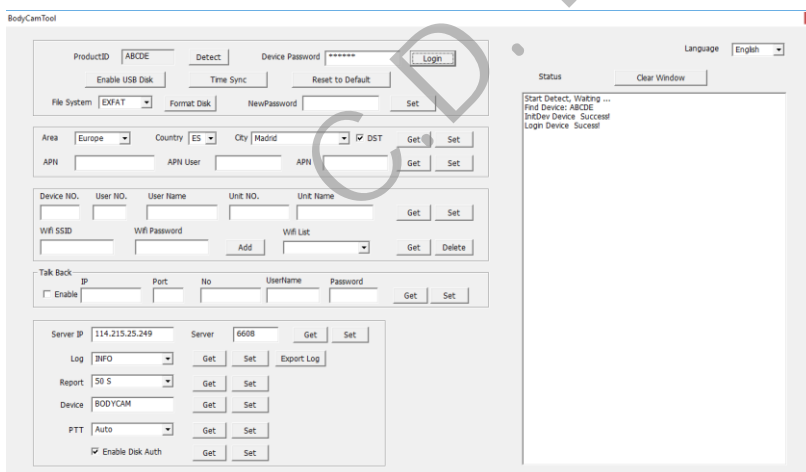 BodyCamTool
ProductID ABCDE Detect Device Password ****** Login
Enable USB Disk Time Sync Reset to Default
File System EXFAT Format Disk NewPassword Set
Area Europe Country ES City Madrid DST Get Set
APN APN User APN Get Set
Device NO. User NO. User Name Unit NO. Unit Name
Get Set
Wifi SSID Wifi Password Wifi List
Add Get Delete
Talk Back
IP Port No UserName Password
Enable Get Set
Server IP 114.215.25.249 Server 6608 Get Set
Log INFO Get Set Export Log
Report 50 S Get Set
Device BODYCAM Get Set
PTT Auto Get Set
Enable Disk Auth Get Set
Language English
Status Clear Window
Start Detect, Waiting ...
Find Device: ABCDE
InitDev Device Success!
Login Device Sucess!
C.D.